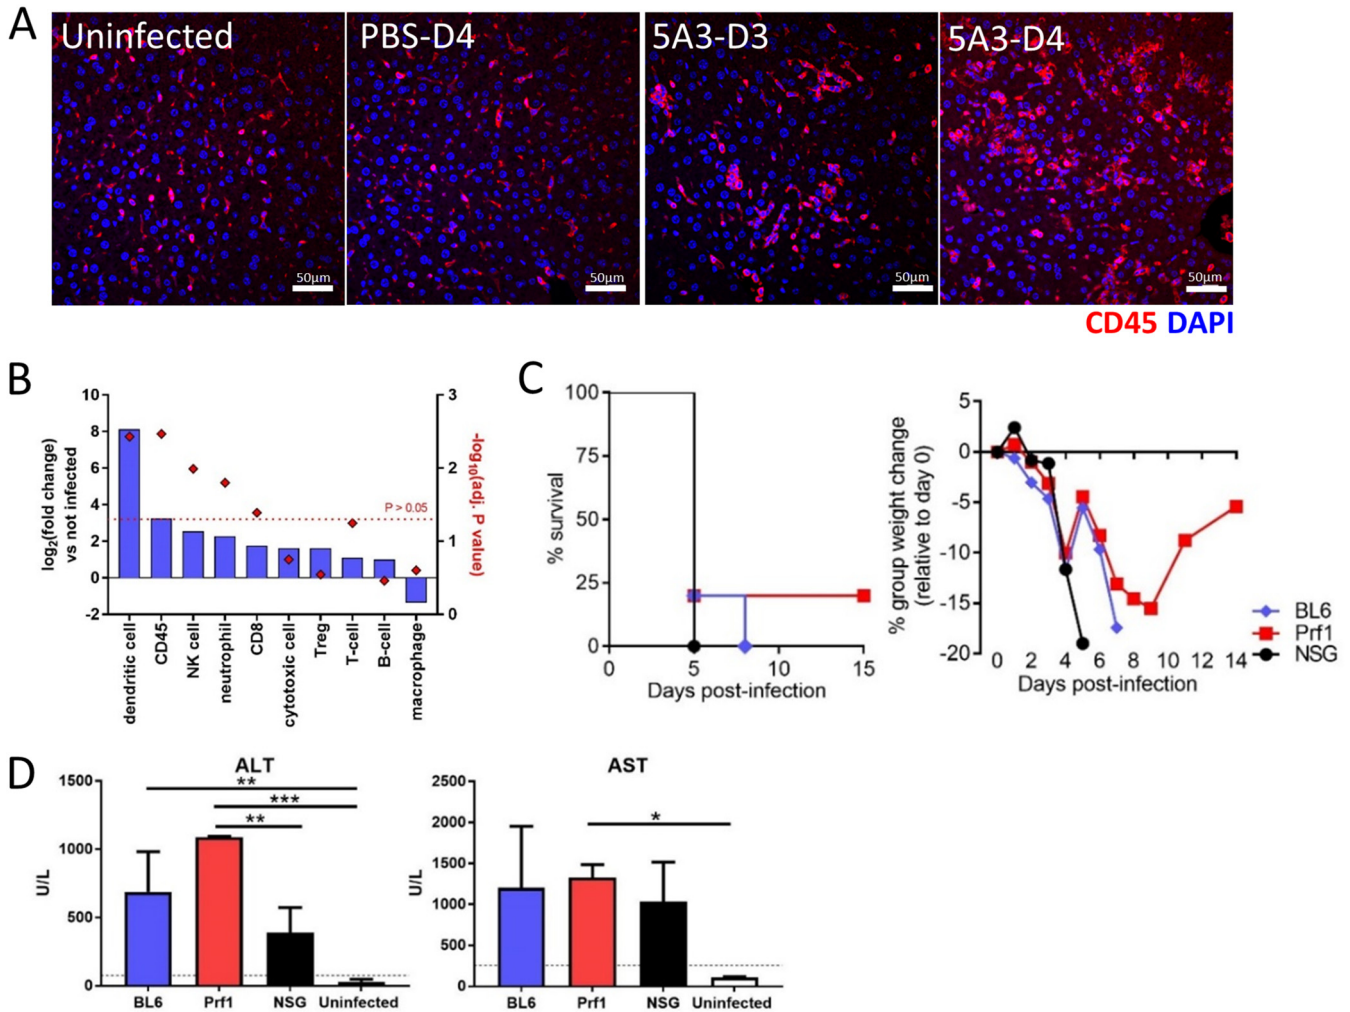 A
Uninfected
PBS-D4
5A3-D3
5A3-D4
50µm
50µm
50µm
50µm
CD45 DAPI
B
log2(fold change)
vs not infected
10
8
6
4
2
0
-2
3
2
1
0
-log10(adj. P value)
P > 0.05
dendritic cell
CD45
NK cell
neutrophil
CD8
cytotoxic cell
Treg
T-cell
B-cell
macrophage
C
% survival
100
75
50
25
0
0
5
10
15
Days post-infection
% group weight change
(relative to day 0)
5
0
-5
-10
-15
-20
0 2 4 6 8 10 12 14
Days post-infection
BL6
Prf1
NSG
D
ALT
U/L
1500
1000
500
0
**
***
**
BL6
Prf1
NSG
Uninfected
AST
U/L
2500
2000
1500
1000
500
0
*
BL6
Prf1
NSG
Uninfected